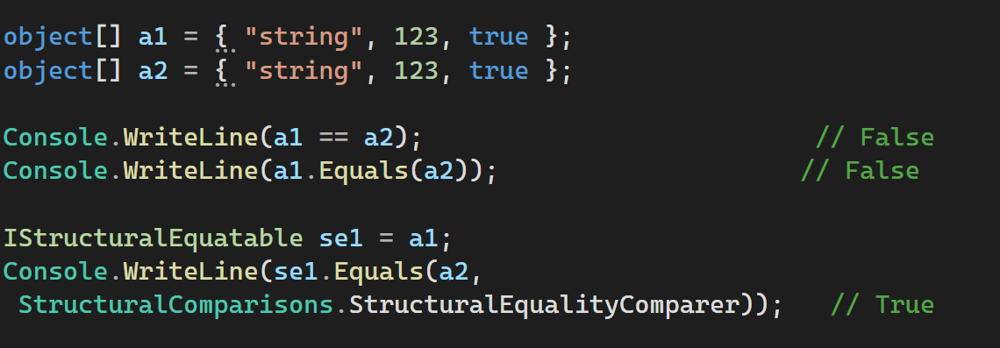 object[] a1 = { "string", 123, true };
object[] a2 = { "string", 123, true };
Console.WriteLine(a1 == a2); // False
Console.WriteLine(a1.Equals(a2)); // False
IStructuralEquatable se1 = a1;
Console.WriteLine(se1.Equals(a2,
StructuralComparisons.StructuralEqualityComparer)); // True